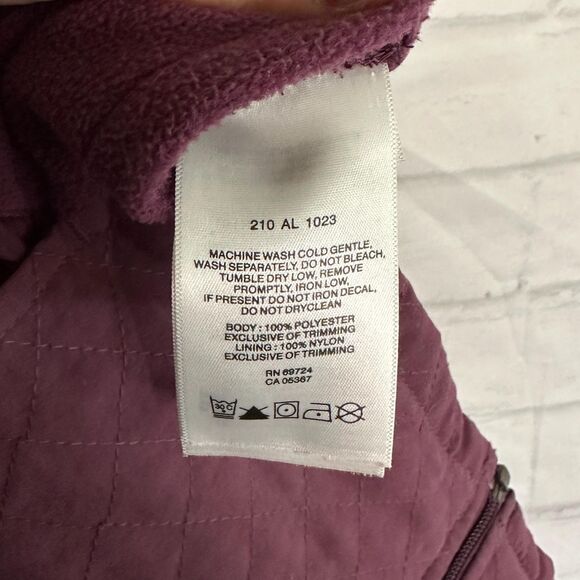 210 AL 1023
MACHINE WASH COLD GENTLE,
WASH SEPARATELY, DO NOT BLEACH,
TUMBLE DRY LOW, REMOVE
PROMPTLY, IRON LOW,
IF PRESENT DO NOT IRON DECAL,
DO NOT DRYCLEAN
BODY : 100% POLYESTER
EXCLUSIVE OF TRIMMING
LINING : 100% NYLON
EXCLUSIVE OF TRIMMING
RN 69724
CA 05367
30 C